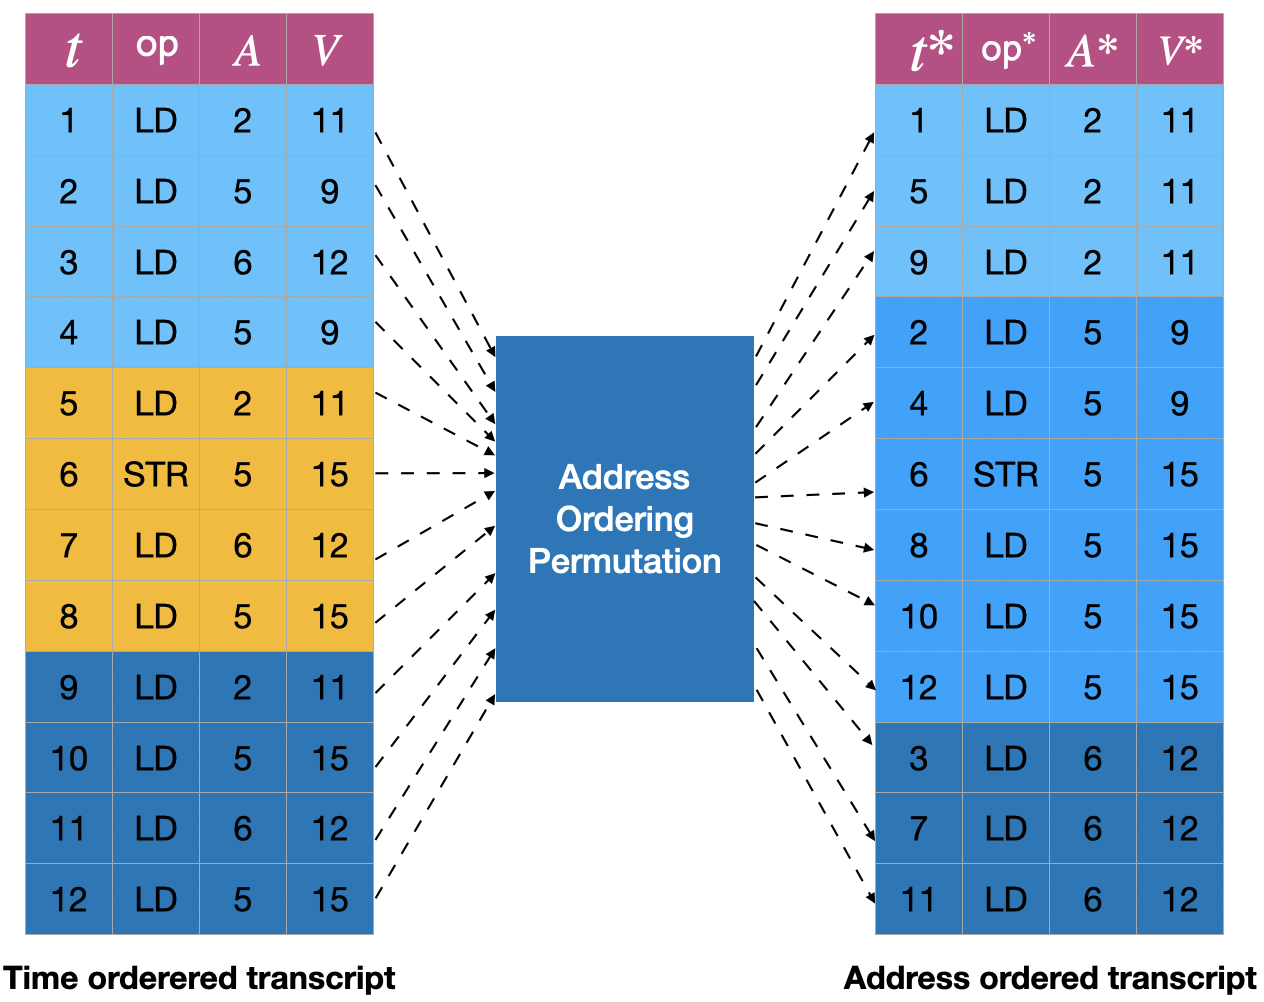 t op A V
1 LD 2 11
2 LD 5 9
3 LD 6 12
4 LD 5 9
5 LD 2 11
6 STR 5 15
7 LD 6 12
8 LD 5 15
9 LD 2 11
10 LD 5 15
11 LD 6 12
12 LD 5 15
Time orderered transcript
Address
Ordering
Permutation
t* op* A* V*
1 LD 2 11
5 LD 2 11
9 LD 2 11
2 LD 5 9
4 LD 5 9
6 STR 5 15
8 LD 5 15
10 LD 5 15
12 LD 5 15
3 LD 6 12
7 LD 6 12
11 LD 6 12
Address ordered transcript